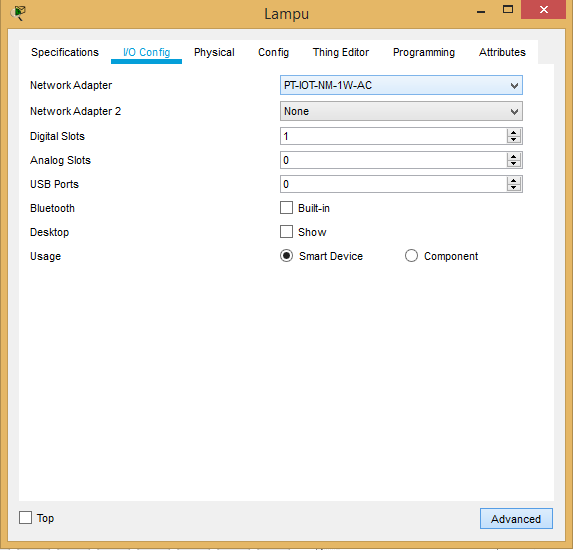 Lampu
Specifications I/O Config Physical Config Thing Editor Programming Attributes
Network Adapter PT-IOT-NM-1W-AC
Network Adapter 2 None
Digital Slots 1
Analog Slots 0
USB Ports 0
Bluetooth Built-in
Desktop Show
Usage Smart Device Component
Top Advanced